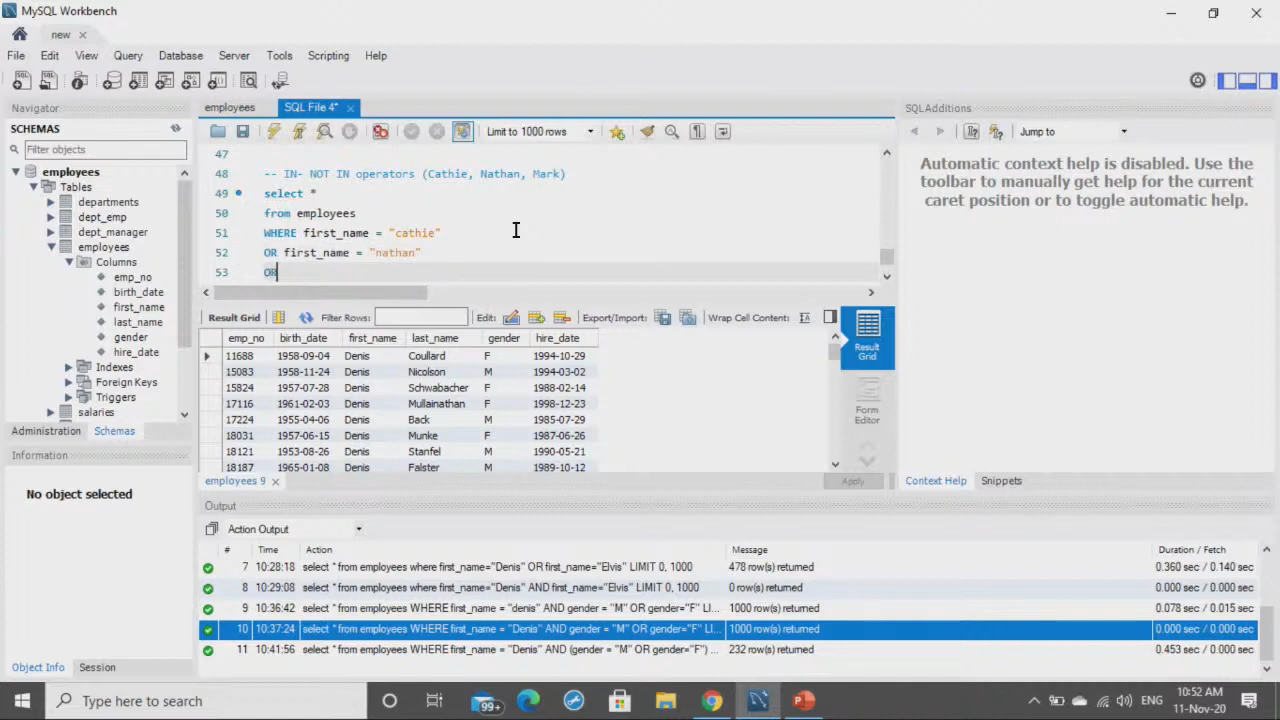 MySQL Workbench
new
File Edit View Query Database Server Tools Scripting Help
Navigator
SCHEMAS
Filter objects
employees
Tables
departments
dept_emp
dept_manager
employees
Columns
emp_no
birth_date
first_name
last_name
gender
hire_date
Indexes
Foreign Keys
Triggers
salaries
Administration Schemas
Information
No object selected
Object Info Session
employees SQL File 4*
Limit to 1000 rows
47
48 -- IN- NOT IN operators (Cathie, Nathan, Mark)
49 select *
50 from employees
51 WHERE first_name = "cathie"
52 OR first_name = "nathan"
53 OR
Result Grid Filter Rows: Edit: Export/Import: Wrap Cell Content:
emp_no birth_date first_name last_name gender hire_date
11688 1958-09-04 Denis Coullard F 1994-10-29
15083 1958-11-24 Denis Nicolson M 1994-03-02
15824 1957-07-28 Denis Schwabacher F 1988-02-14
17116 1961-02-03 Denis Mullainathan F 1998-12-23
17224 1955-04-06 Denis Back M 1985-07-29
18031 1957-06-15 Denis Munke F 1987-06-26
18121 1953-08-26 Denis Stanfel M 1990-05-21
18187 1965-01-08 Denis Falster M 1989-10-12
Result
Grid
Form
Editor
employees 9
Apply
SQLAdditions
Jump to
Automatic context help is disabled. Use the
toolbar to manually get help for the current
caret position or to toggle automatic help.
Context Help Snippets
Output
Action Output
# Time Action Message Duration / Fetch
7 10:28:18 select * from employees where first_name="Denis" OR first_name="Elvis" LIMIT 0, 1000 478 row(s) returned 0.360 sec / 0.140 sec
8 10:29:08 select * from employees where first_name="Denis" AND first_name="Elvis" LIMIT 0, 1000 0 row(s) returned 0.000 sec / 0.000 sec
9 10:36:42 select * from employees WHERE first_name = "denis" AND gender = "M" OR gender="F" LI... 1000 row(s) returned 0.078 sec / 0.015 sec
10 10:37:24 select * from employees WHERE first_name = "Denis" AND gender = "M" OR gender="F" LI... 1000 row(s) returned 0.000 sec / 0.000 sec
11 10:41:56 select * from employees WHERE first_name = "Denis" AND (gender = "M" OR gender="F") ... 232 row(s) returned 0.453 sec / 0.000 sec
Type here to search
99+
ENG
10:52 AM
11-Nov-20